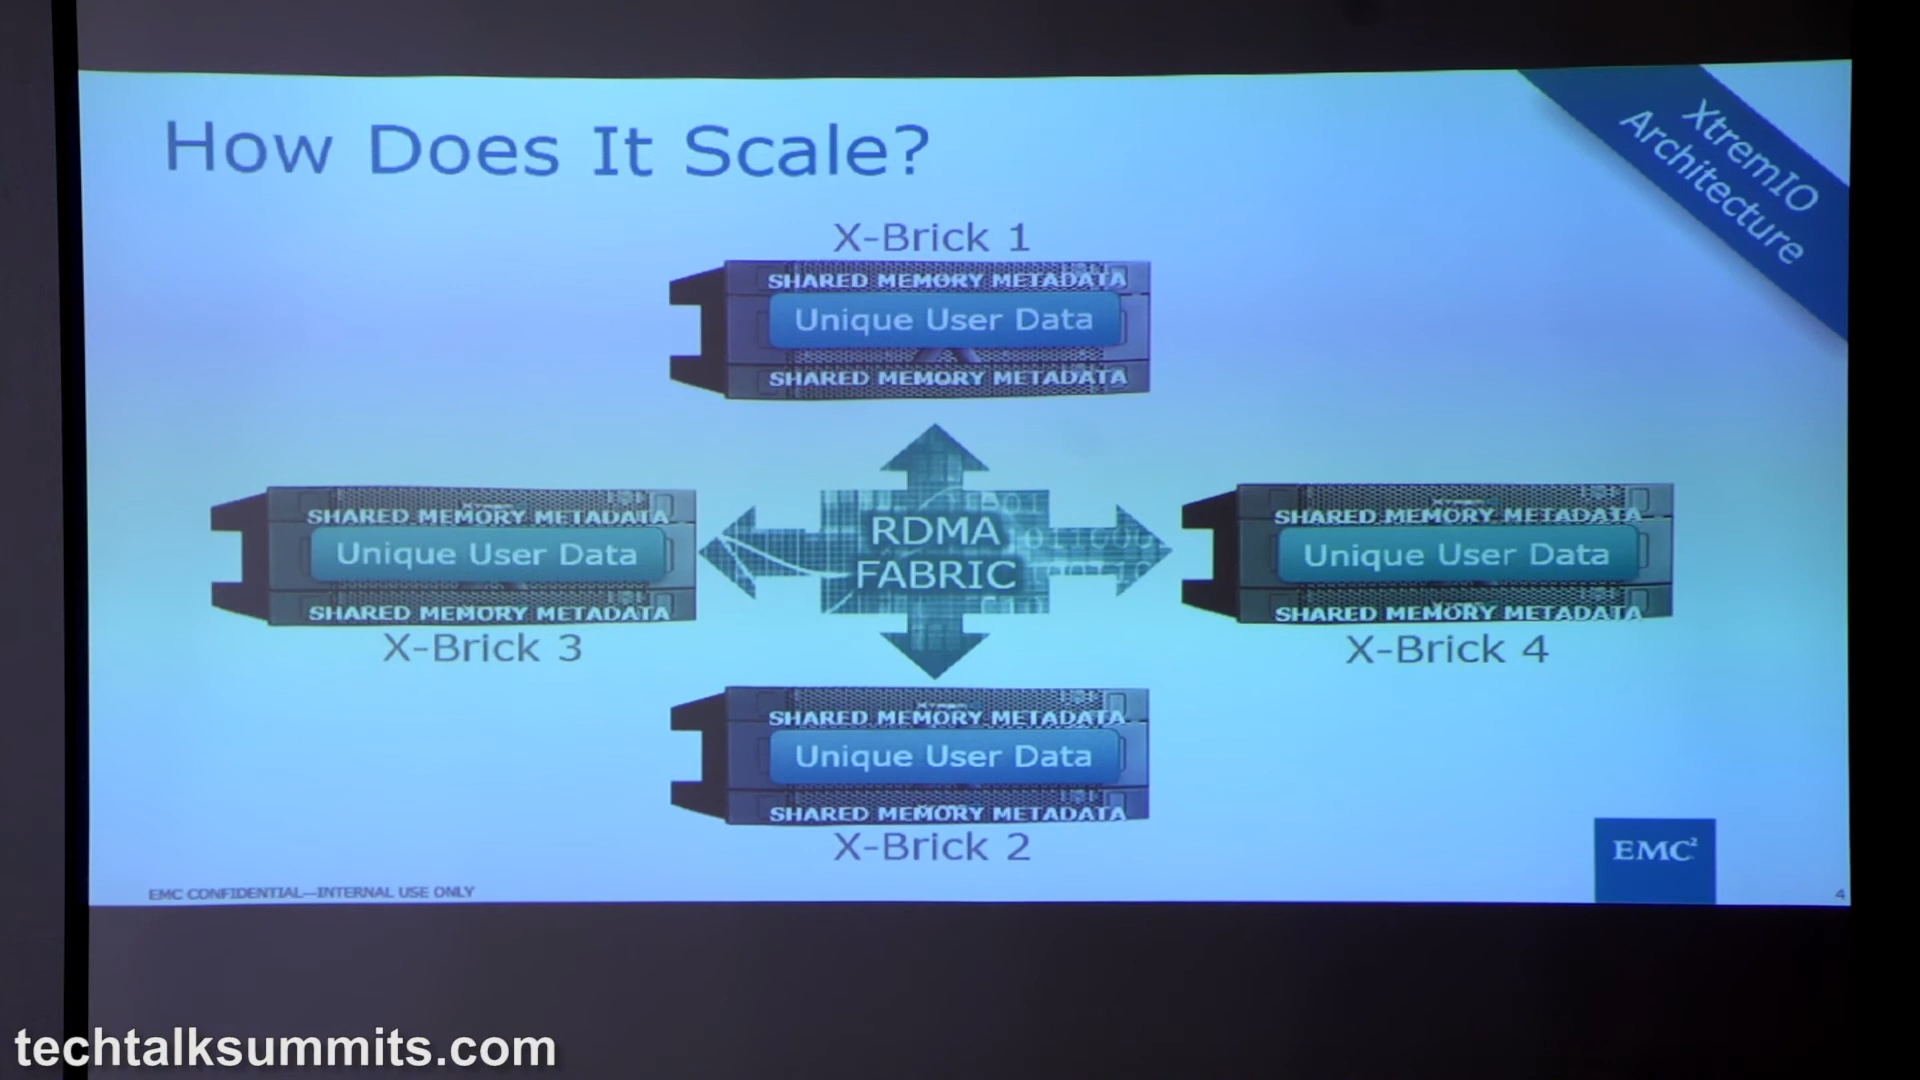 How Does It Scale?
XtremIO
Architecture
X-Brick 1
SHARED MEMORY METADATA
Unique User Data
SHARED MEMORY METADATA
SHARED MEMORY METADATA
Unique User Data
SHARED MEMORY METADATA
X-Brick 3
RDMA
FABRIC
SHARED MEMORY METADATA
Unique User Data
SHARED MEMORY METADATA
X-Brick 4
SHARED MEMORY METADATA
Unique User Data
SHARED MEMORY METADATA
X-Brick 2
EMC CONFIDENTIAL—INTERNAL USE ONLY
EMC²
4
techtalksummits.com